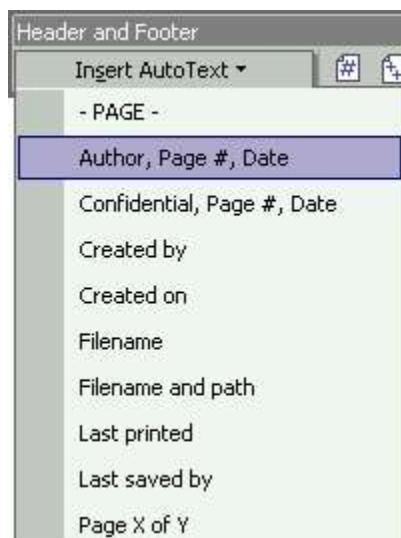 Header and Footer
Insert AutoText
#
- PAGE -
Author, Page #, Date
Confidential, Page #, Date
Created by
Created on
Filename
Filename and path
Last printed
Last saved by
Page X of Y